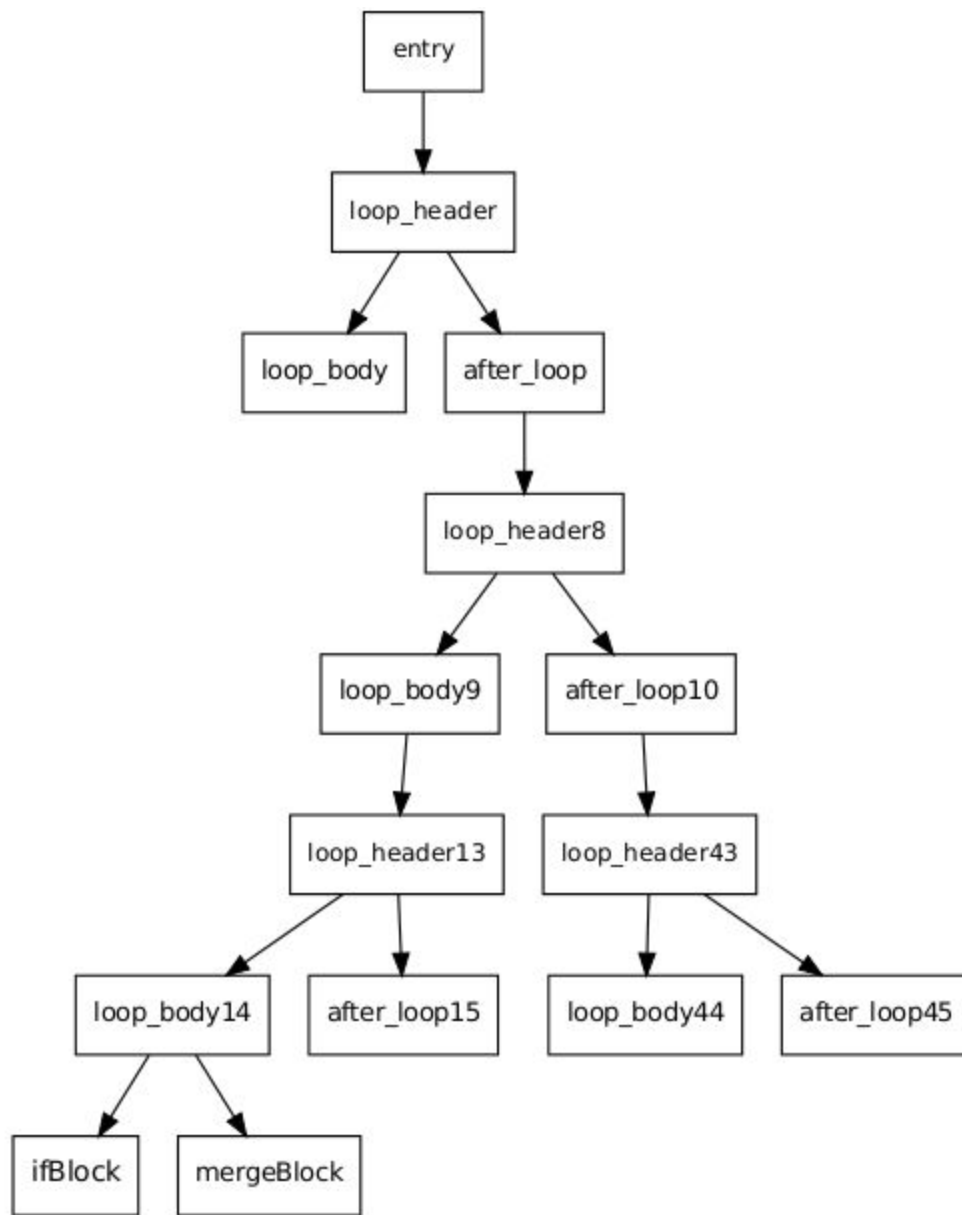 entry
loop_header
loop_body
after_loop
loop_header8
loop_body9
after_loop10
loop_header13
loop_header43
loop_body14
after_loop15
loop_body44
after_loop45
ifBlock
mergeBlock